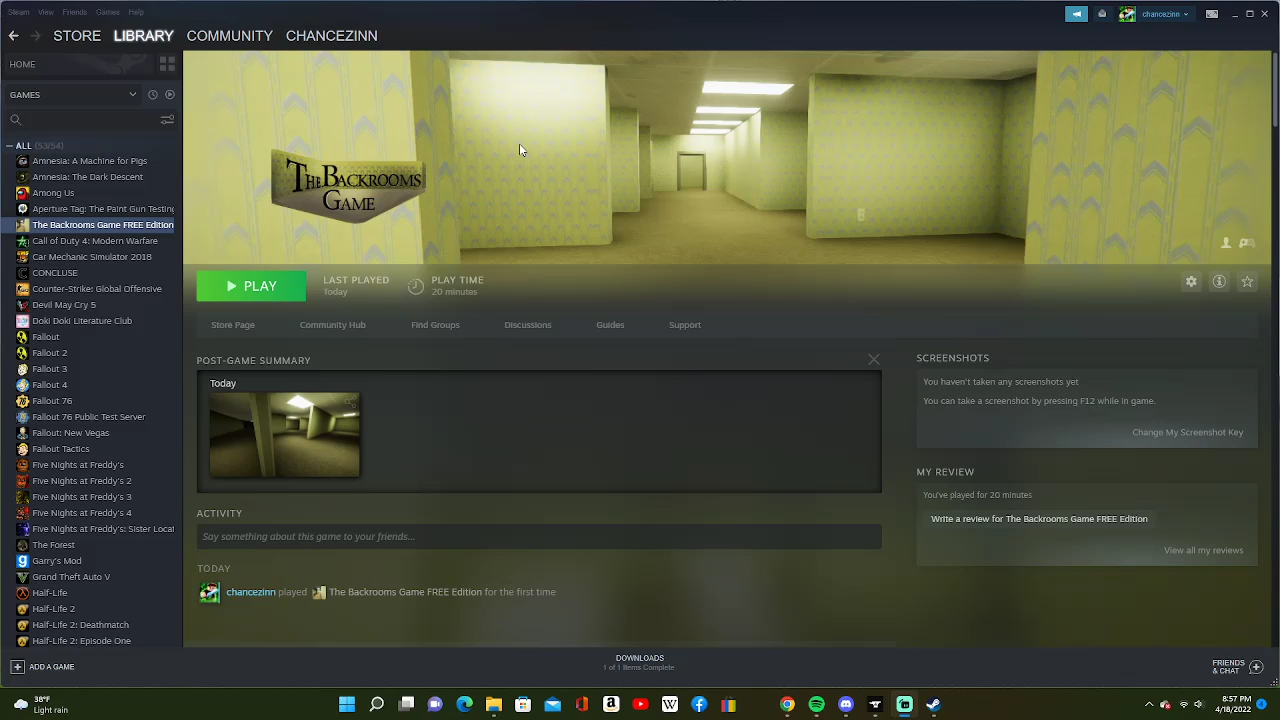 Steam View Friends Games Help
chancezinn
STORE LIBRARY COMMUNITY CHANCEZINN
HOME
GAMES
ALL (53/54)
Amnesia: A Machine for Pigs
Amnesia: The Dark Descent
Among Us
Aperture Tag: The Paint Gun Testing
The Backrooms Game FREE Edition
Call of Duty 4: Modern Warfare
Car Mechanic Simulator 2018
CONCLUSE
Counter-Strike: Global Offensive
Devil May Cry 5
Doki Doki Literature Club
Fallout
Fallout 2
Fallout 3
Fallout 4
Fallout 76
Fallout 76 Public Test Server
Fallout: New Vegas
Fallout Tactics
Five Nights at Freddy's
Five Nights at Freddy's 2
Five Nights at Freddy's 3
Five Nights at Freddy's 4
Five Nights at Freddy's: Sister Locat
The Forest
Garry's Mod
Grand Theft Auto V
Half-Life
Half-Life 2
Half-Life 2: Deathmatch
Half-Life 2: Episode One
ADD A GAME
THE BACKROOMS
GAME
PLAY
LAST PLAYED
Today
PLAY TIME
20 minutes
Store Page Community Hub Find Groups Discussions Guides Support
POST-GAME SUMMARY
Today
ACTIVITY
Say something about this game to your friends...
TODAY
chancezinn played The Backrooms Game FREE Edition for the first time
SCREENSHOTS
You haven't taken any screenshots yet
You can take a screenshot by pressing F12 while in game.
Change My Screenshot Key
MY REVIEW
You've played for 20 minutes
Write a review for The Backrooms Game FREE Edition
View all my reviews
DOWNLOADS
1 of 1 Items Complete
FRIENDS
& CHAT
38°F
Light rain
8:57 PM
4/18/2022